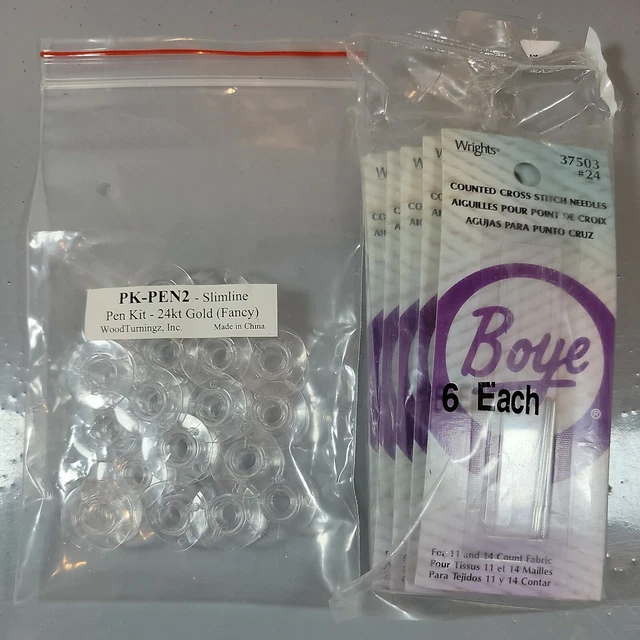 PK-PEN2 - Slimline
Pen Kit - 24kt Gold (Fancy)
WoodTurningz, Inc. Made in China
Wrights®
37503
#24
COUNTED CROSS STITCH NEEDLES
AIGUILLES POUR POINT DE CROIX
AGUJAS PARA PUNTO CRUZ
Boye®
6 Each
For 11 and 14 Count Fabric
Pour Tissus 11 et 14 Mailles
Para Tejidos 11 y 14 Contar